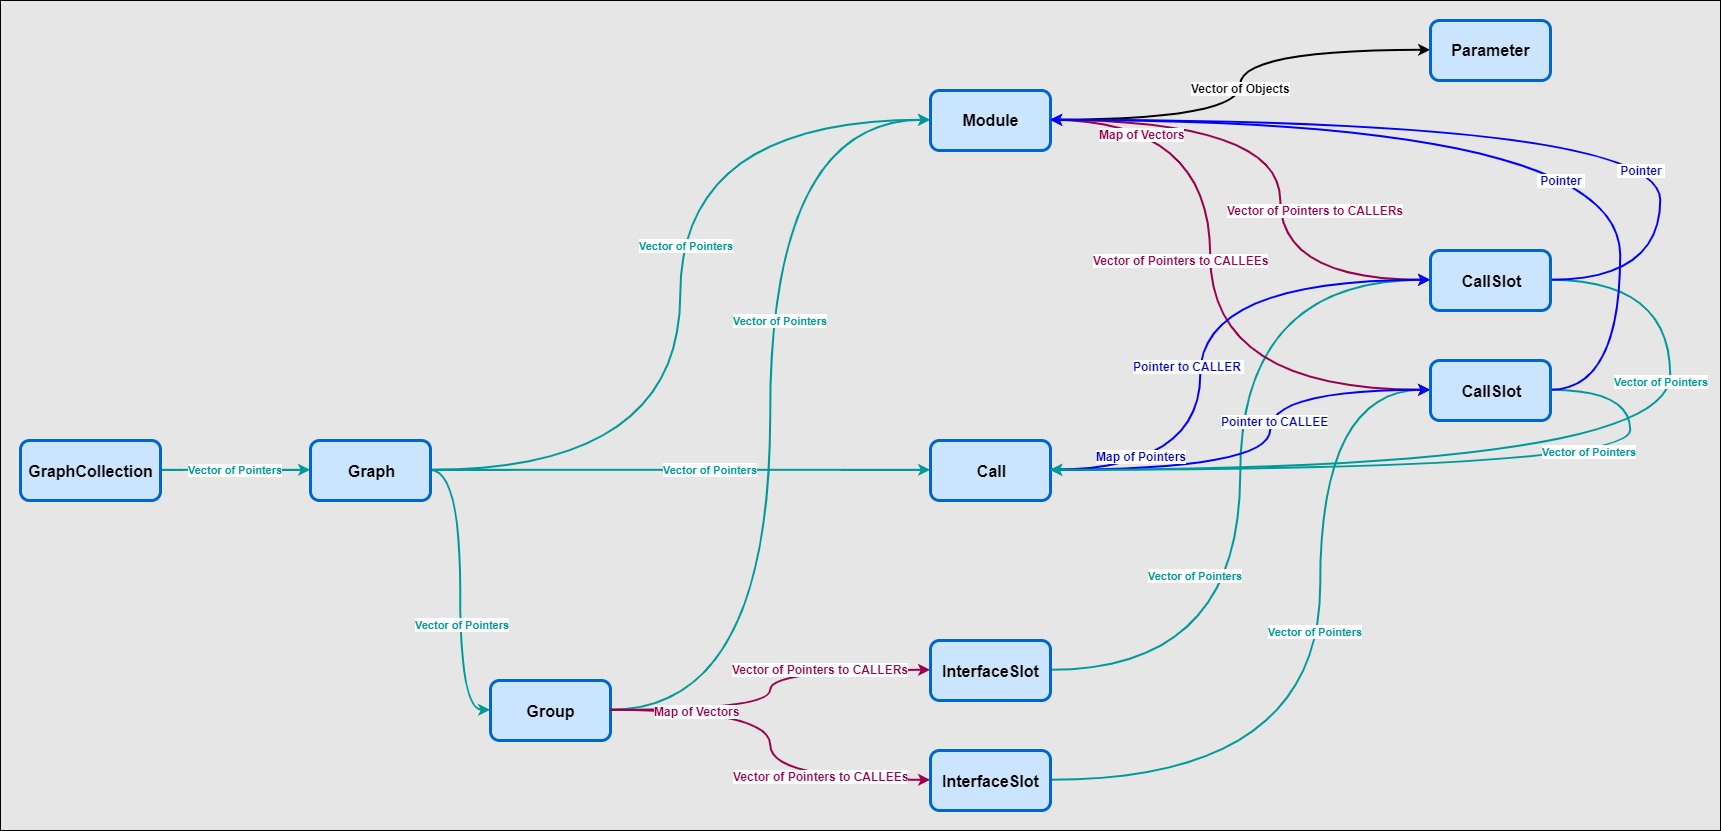 Parameter
Vector of Objects
Module
Map of Vectors
Pointer
Pointer
Vector of Pointers to CALLERs
Vector of Pointers
Vector of Pointers to CALLEEs
CallSlot
Vector of Pointers
Pointer to CALLER
Vector of Pointers
CallSlot
Pointer to CALLEE
Vector of Pointers
Map of Pointers
GraphCollection
Vector of Pointers
Graph
Vector of Pointers
Call
Vector of Pointers
Vector of Pointers
Vector of Pointers
Vector of Pointers to CALLERs
InterfaceSlot
Group
Map of Vectors
Vector of Pointers to CALLEEs
InterfaceSlot